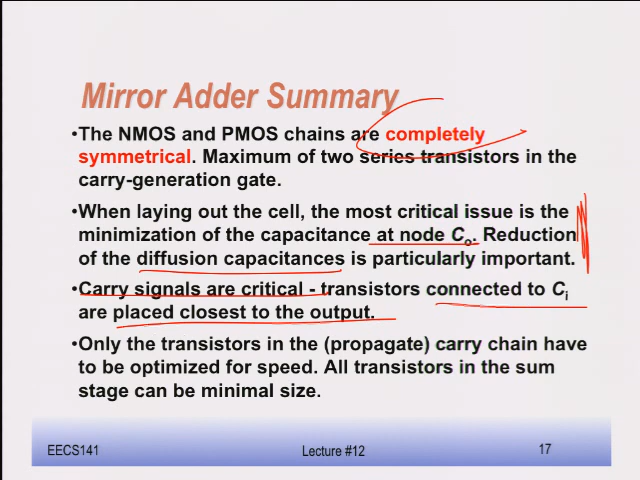 Mirror Adder Summary
•The NMOS and PMOS chains are completely
symmetrical. Maximum of two series transistors in the
carry-generation gate.
•When laying out the cell, the most critical issue is the
minimization of the capacitance at node Co. Reduction
of the diffusion capacitances is particularly important.
•Carry signals are critical - transistors connected to Ci
are placed closest to the output.
•Only the transistors in the (propagate) carry chain have
to be optimized for speed. All transistors in the sum
stage can be minimal size.
EECS141 Lecture #12 17